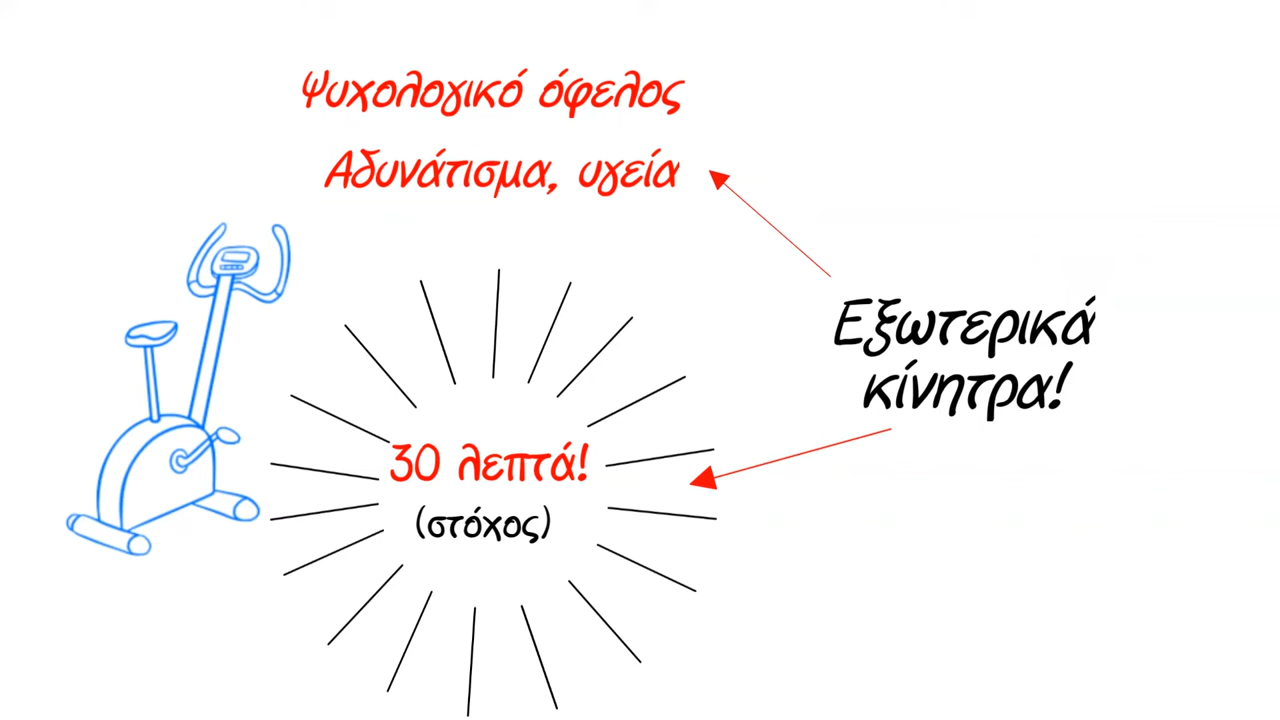 Ψυχολογικό όφελος
Αδυνάτισμα, υγεία
Εξωτερικά
κίνητρα!
30 λεπτά!
(στόχος)